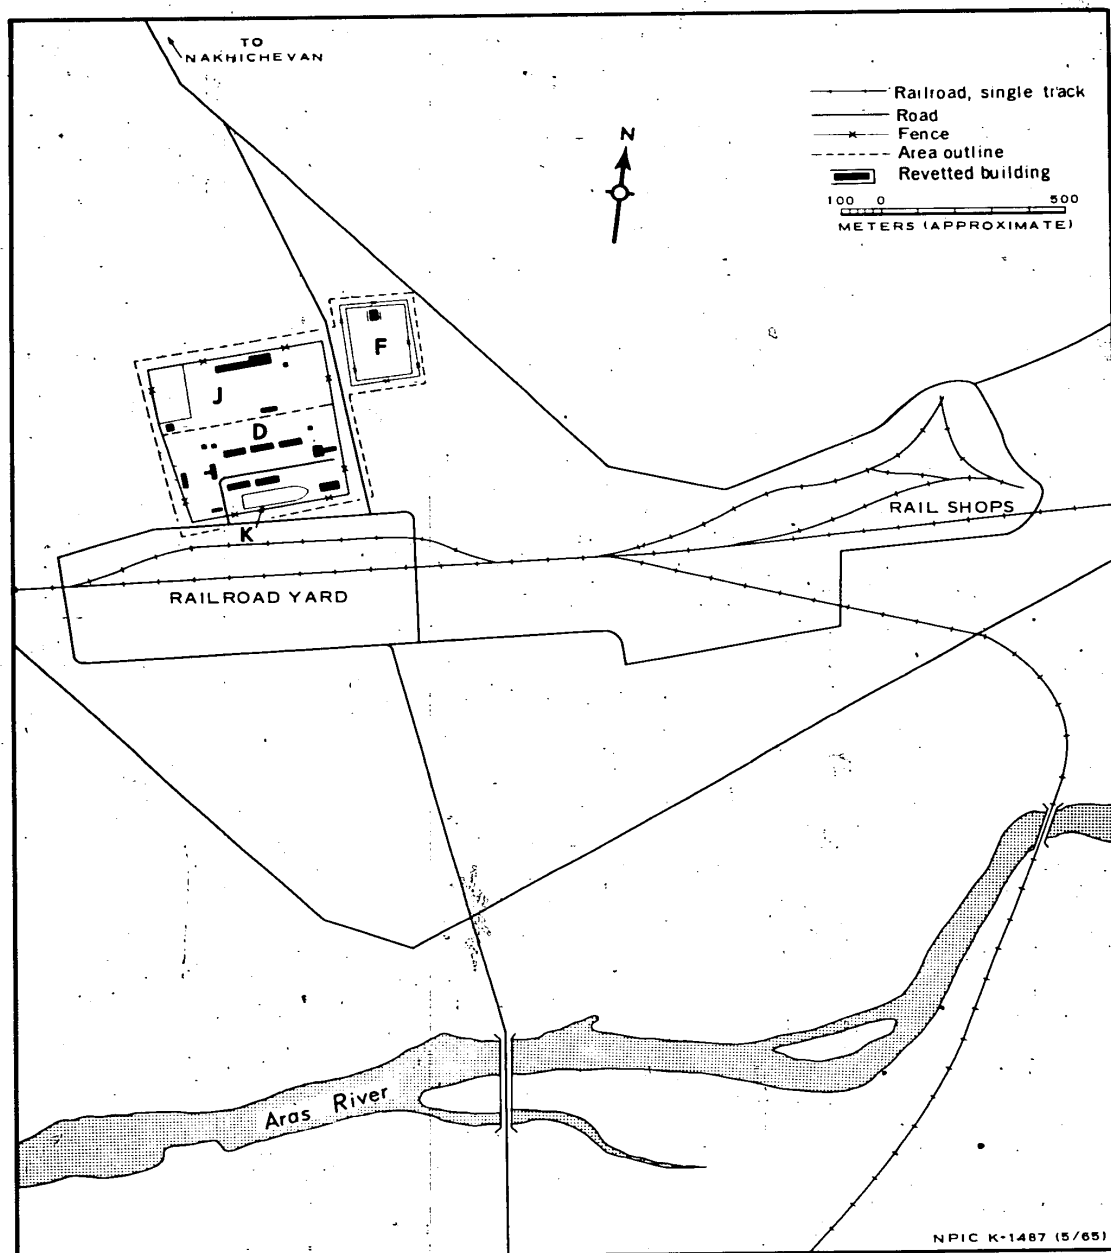 TO
NAKHICHEVAN
Railroad, single track
Road
Fence
Area outline
Revetted building
100 0 500
METERS (APPROXIMATE)
N
F
J
D
K
RAIL SHOPS
RAILROAD YARD
Aras River
NPIC K-1487 (5/65)